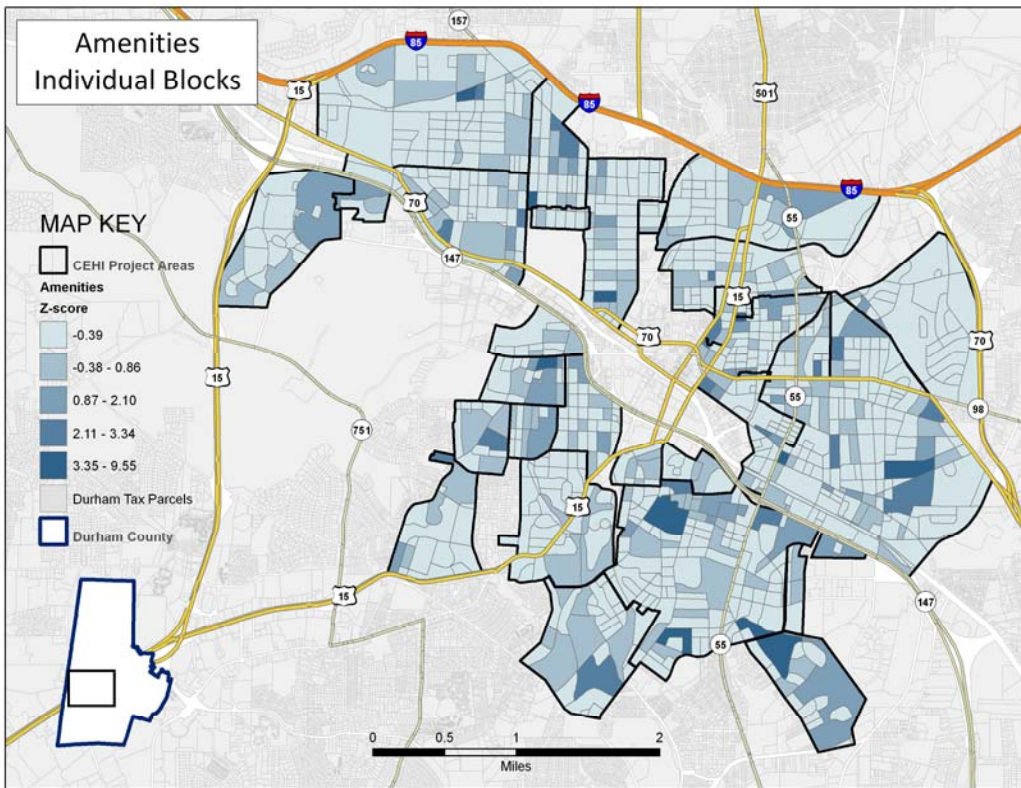 Amenities
Individual Blocks
157
85
15
501
85
85
55
70
147
15
70
70
15
55
98
751
15
15
147
55
MAP KEY
CEHI Project Areas
Amenities
Z-score
-0.39
-0.38 - 0.86
0.87 - 2.10
2.11 - 3.34
3.35 - 9.55
Durham Tax Parcels
Durham County
0 0.5 1 2
Miles